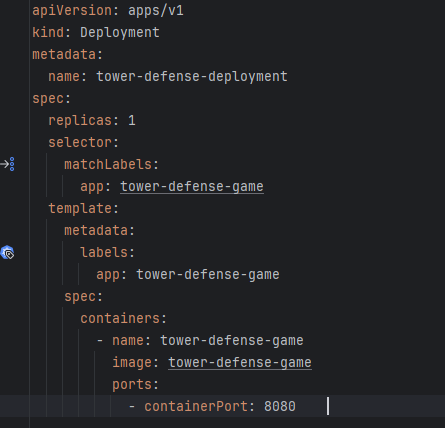 apiVersion: apps/v1
kind: Deployment
metadata:
  name: tower-defense-deployment
spec:
  replicas: 1
  selector:
    matchLabels:
      app: tower-defense-game
  template:
    metadata:
      labels:
        app: tower-defense-game
    spec:
      containers:
        - name: tower-defense-game
          image: tower-defense-game
          ports:
            - containerPort: 8080